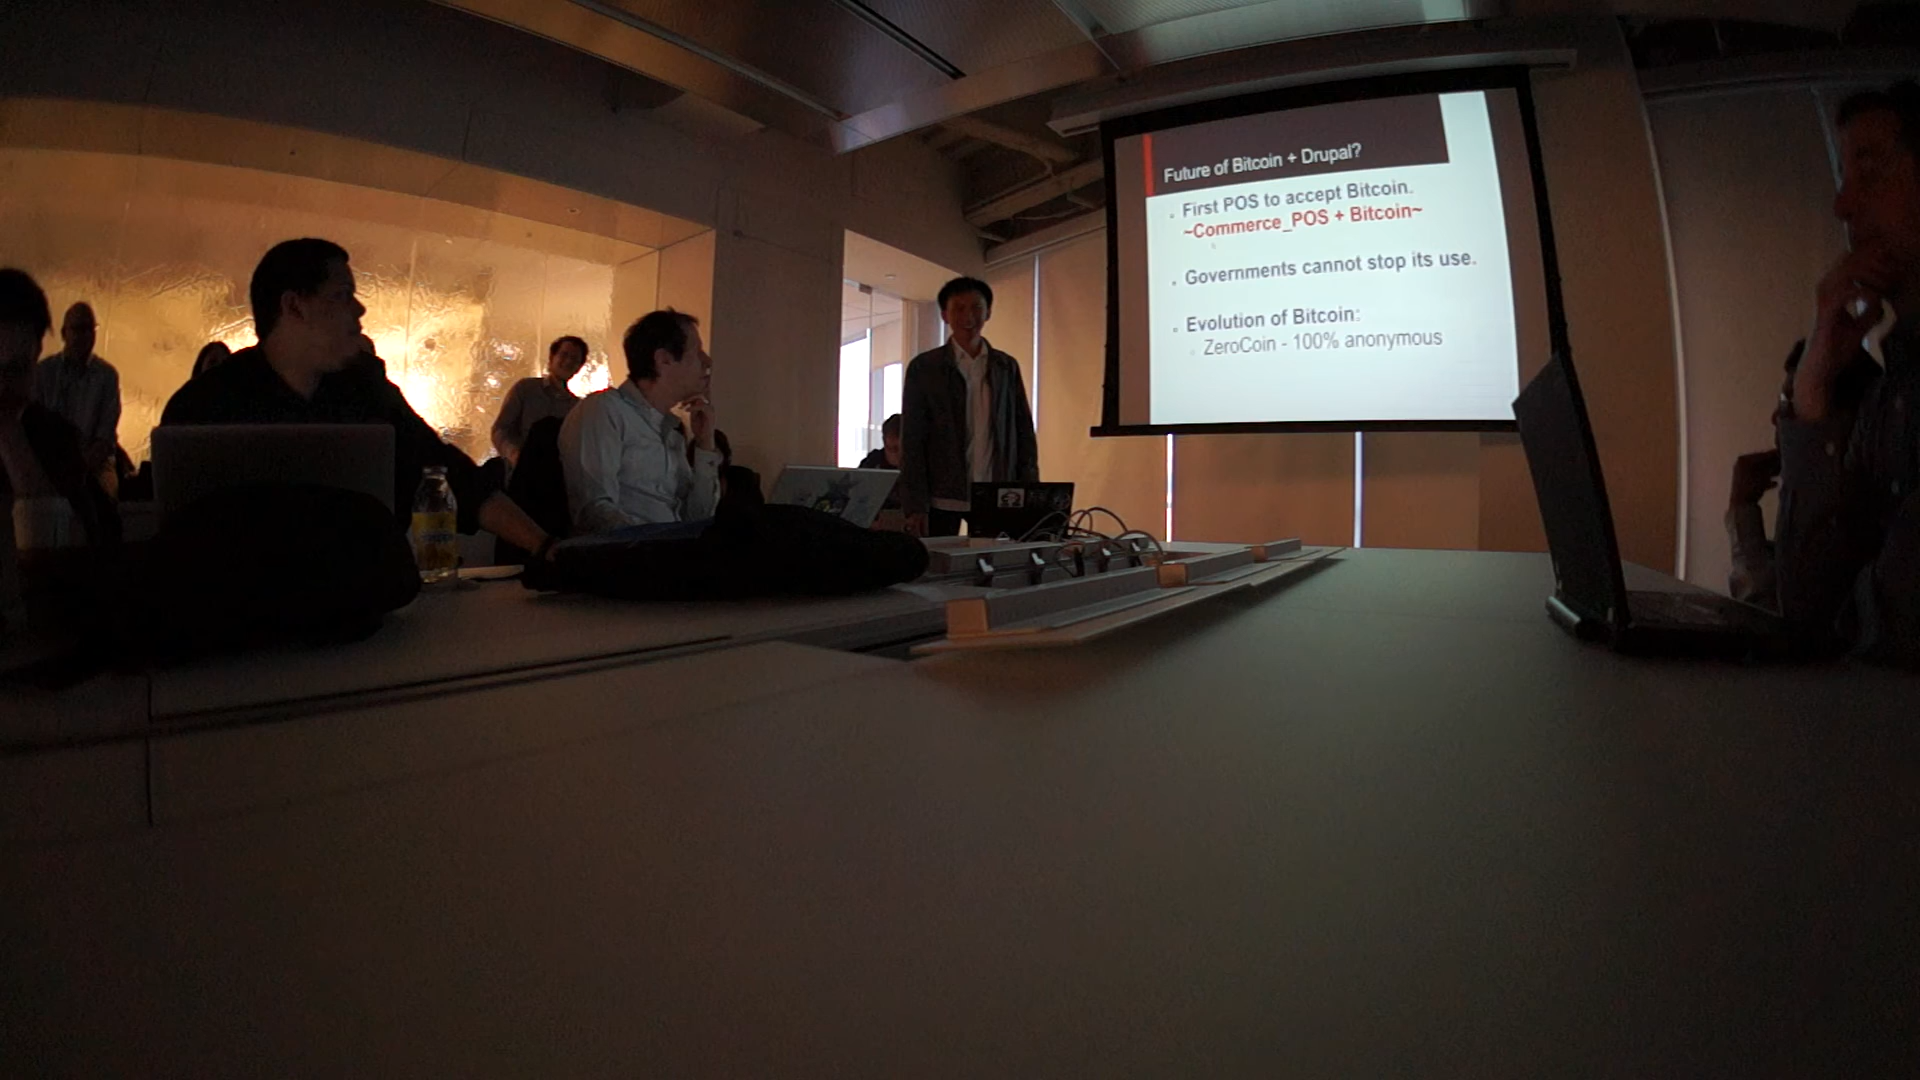 Future of Bitcoin + Drupal?
First POS to accept Bitcoin.
~Commerce_POS + Bitcoin~
Governments cannot stop its use.
Evolution of Bitcoin:
ZeroCoin - 100% anonymous